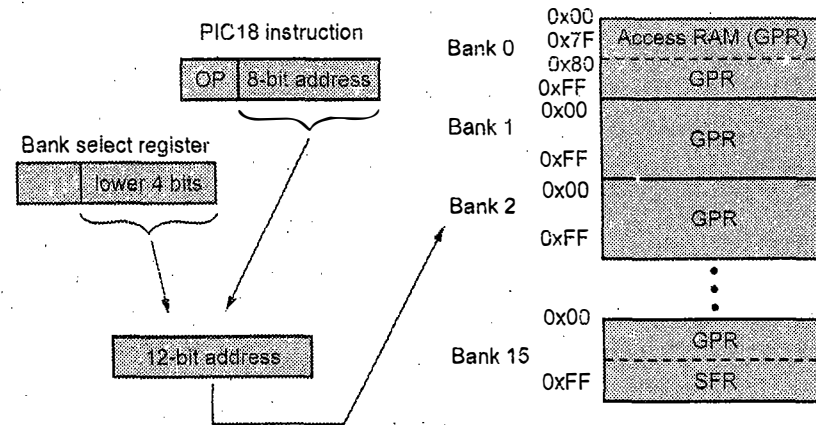 PIC18 instruction
OP 8-bit address
Bank select register
lower 4 bits
12-bit address
Bank 0
0x00
0x7F
0x80
0xFF
Access RAM (GPR)
GPR
Bank 1
0x00
0xFF
GPR
Bank 2
0x00
0xFF
GPR
Bank 15
0x00
0xFF
GPR
SFR